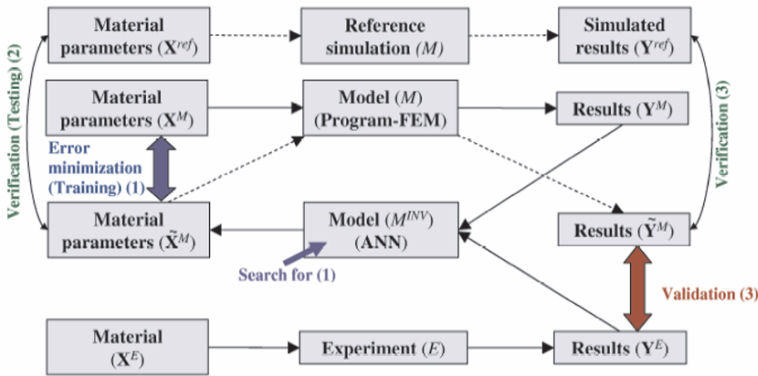 Material
parameters (X^ref)
Reference
simulation (M)
Simulated
results (Y^ref)
Verification (Testing) (2)
Material
parameters (X^M)
Model (M)
(Program-FEM)
Results (Y^M)
Verification (3)
Error
minimization
(Training) (1)
Material
parameters (X̃^M)
Model (M^INV)
(ANN)
Results (Ỹ^M)
Search for (1)
Validation (3)
Material
(X^E)
Experiment (E)
Results (Y^E)